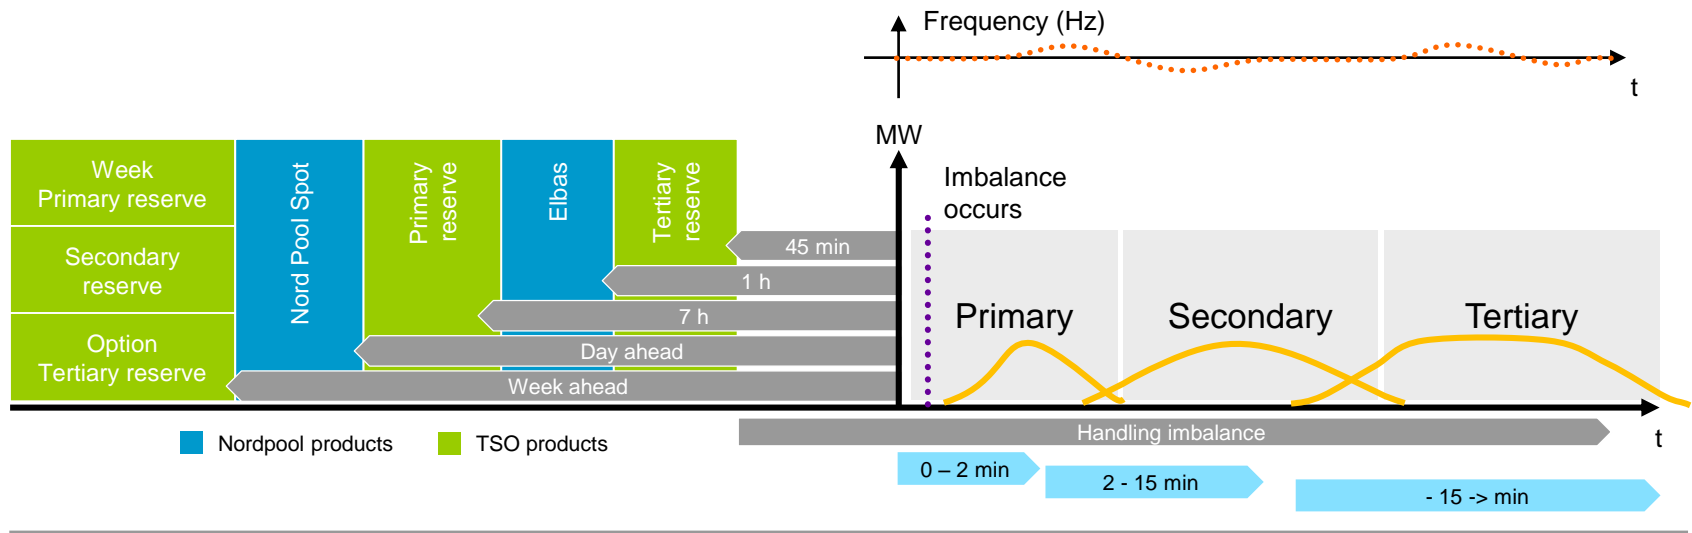 Frequency (Hz)
t
MW
Imbalance
occurs
Week
Primary reserve
Secondary
reserve
Option
Tertiary reserve
Nord Pool Spot
Primary
reserve
Elbas
Tertiary
reserve
45 min
1 h
7 h
Day ahead
Week ahead
Primary
Secondary
Tertiary
Handling imbalance
t
Nordpool products
TSO products
0 – 2 min
2 - 15 min
- 15 -> min